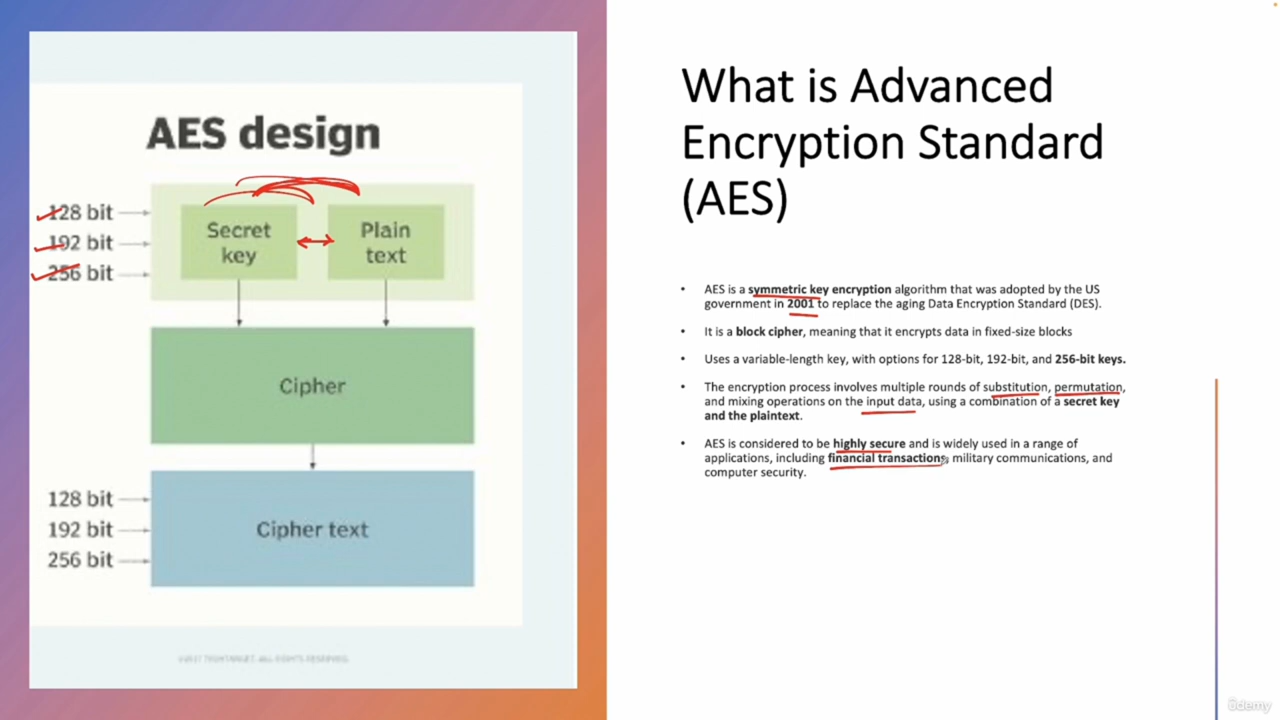 AES design
128 bit
192 bit
256 bit
Secret
key
Plain
text
Cipher
128 bit
192 bit
256 bit
Cipher text
©2017 TECHTARGET. ALL RIGHTS RESERVED.
What is Advanced
Encryption Standard
(AES)
• AES is a symmetric key encryption algorithm that was adopted by the US
government in 2001 to replace the aging Data Encryption Standard (DES).
• It is a block cipher, meaning that it encrypts data in fixed-size blocks
• Uses a variable-length key, with options for 128-bit, 192-bit, and 256-bit keys.
• The encryption process involves multiple rounds of substitution, permutation,
and mixing operations on the input data, using a combination of a secret key
and the plaintext.
• AES is considered to be highly secure and is widely used in a range of
applications, including financial transactions, military communications, and
computer security.
ûdemy